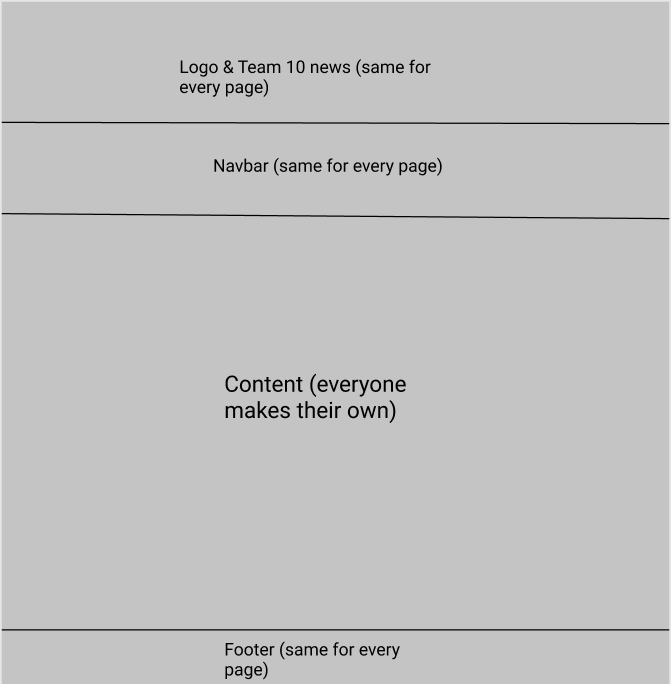 Logo & Team 10 news (same for
every page)
Navbar (same for every page)
Content (everyone
makes their own)
Footer (same for every
page)